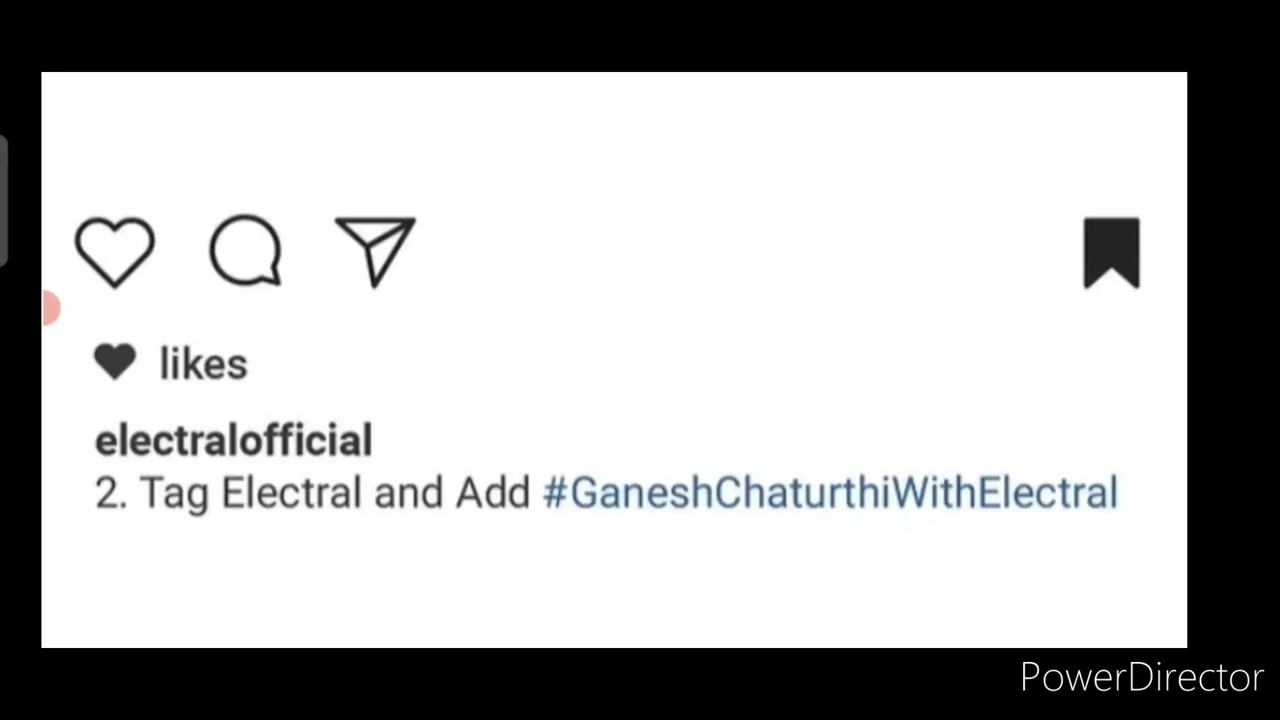 likes
electralofficial
2. Tag Electral and Add #GaneshChaturthiWithElectral
PowerDirector